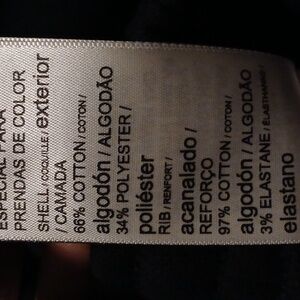 ESPECIAL PARA
PRENDAS DE COLOR
SHELL / COQUILLE / exterior
/ CAMADA
66% COTTON / COTON /
algodón / ALGODÃO
34% POLYESTER /
poliéster
RIB / RENFORT /
acanalado /
REFORÇO
97% COTTON / COTON /
algodón / ALGODÃO
3% ELASTANE / ÉLASTHANNE /
elastano